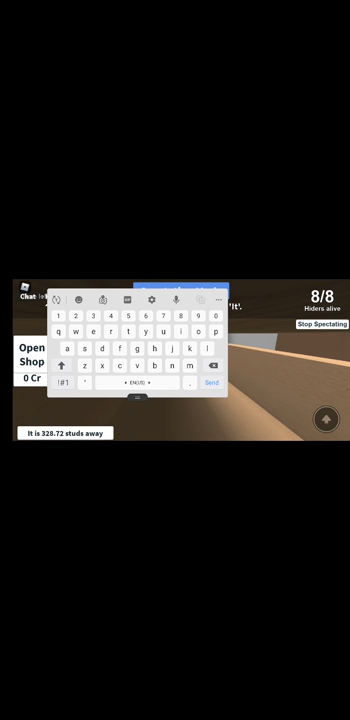 8/8
Hiders alive
Chat
'It'.
Stop Spectating
GIF
1 2 3 4 5 6 7 8 9 0
q w e r t y u i o p
a s d f g h j k l
z x c v b n m
!#1 ' EN(US) . Send
Open
Shop
0 Cr
It is 328.72 studs away